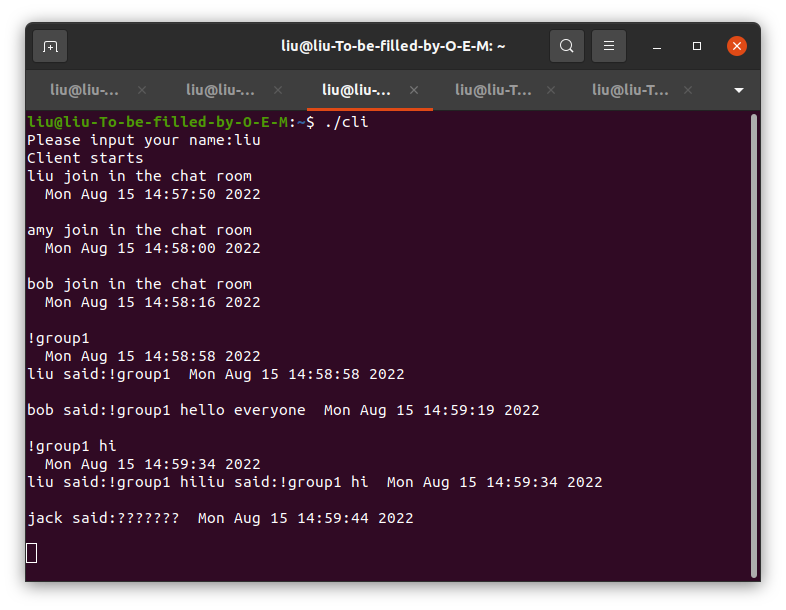 liu@liu-To-be-filled-by-O-E-M: ~
liu@liu-... liu@liu-... liu@liu-... liu@liu-T... liu@liu-T...
liu@liu-To-be-filled-by-O-E-M:~$ ./cli
Please input your name:liu
Client starts
liu join in the chat room
Mon Aug 15 14:57:50 2022
amy join in the chat room
Mon Aug 15 14:58:00 2022
bob join in the chat room
Mon Aug 15 14:58:16 2022
!group1
Mon Aug 15 14:58:58 2022
liu said:!group1  Mon Aug 15 14:58:58 2022
bob said:!group1 hello everyone  Mon Aug 15 14:59:19 2022
!group1 hi
Mon Aug 15 14:59:34 2022
liu said:!group1 hiliu said:!group1 hi  Mon Aug 15 14:59:34 2022
jack said:???????  Mon Aug 15 14:59:44 2022